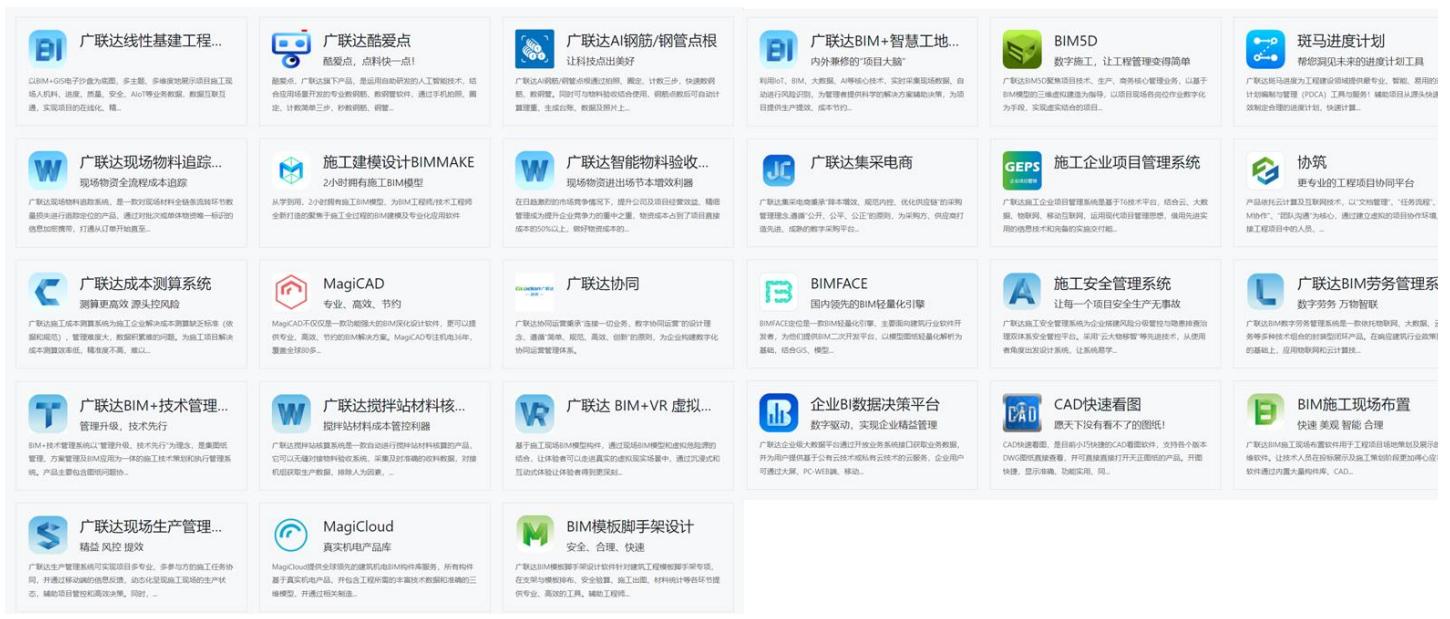 广联达线性基建工程...
以BIM+GIS电子沙盘为底图，多主题、多维度地展示项目施工现
场人机料、进度、质量、安全、AIoT等业务数据，数据互联互
通，实现项目的在线化、精...
广联达酷爱点
酷爱点，点料快一点！
酷爱点，广联达旗下产品，是运用自动研发的人工智能技术，结
合应用场景开发的专业数钢筋、数钢管软件，通过手机拍照、圈
定、计数简单三步，秒数钢筋、钢管...
广联达AI钢筋/钢管点根
让科技点出美好
广联达AI钢筋/钢管点根通过拍照、圈定、计数三步，快速数钢
筋、数钢管。同时可与物料验收结合使用，钢筋点数后可自动计
算理重，生成台账，数据及照片上...
广联达BIM+智慧工地...
内外兼修的“项目大脑”
利用IoT、BIM、大数据、AI等核心技术，实时采集现场数据，自
动进行风险识别，为管理者提供科学的解决方案辅助决策，为项
目提供生产提效、成本节约...
BIM5D
数字施工，让工程管理变得简单
广联达BIM5D聚焦项目技术、生产、商务核心管理业务，以基于
BIM模型的三维虚拟建造为指导，以项目现场各岗位作业数字化
为手段，实现虚实结合的项目...
斑马进度计划
帮您洞见未来的进度计划工具
广联达斑马进度为工程建设领域提供最专业、智能、易用的
计划编制与管理（PDCA）工具与服务！辅助项目从源头快速
效制定合理的进度计划，快速计算...
广联达现场物料追踪...
现场物资全流程成本追踪
广联达现场物料追踪系统，是一款对现场材料全链条流转环节数
量损失进行追踪定位的产品，通过对批次或单体物资唯一标识的
信息加密携带，打通从订单开始直至...
施工建模设计BIMMAKE
2小时拥有施工BIM模型
从学到用，2小时拥有施工BIM模型，为BIM工程师/技术工程师
全新打造的聚焦于施工全过程的BIM建模及专业化应用软件
广联达智能物料验收...
现场物资进出场节本增效利器
在日趋激烈的市场竞争情况下，提升公司及项目经营效益，精细
管理成为提升企业竞争力的重中之重，物资成本占到了项目直接
成本的50%以上，做好物资成本的...
广联达集采电商
广联达集采电商秉承“降本增效、规范内控、优化供应链”的采购
管理理念，遵循“公开、公平、公正”的原则，为采购方、供应商打
造先进、成熟的数字采购平台...
GEPS
施工企业项目管理系统
广联达施工企业项目管理系统是基于T6技术平台，结合云、大数
据、物联网、移动互联网，运用现代项目管理思想，借用先进实
用的信息技术和完备的实施交付能...
协筑
更专业的工程项目协同平台
产品依托云计算及互联网技术，以“文档管理”、“任务流程”、
M协作”、“团队沟通”为核心，通过建立虚拟的项目协作环境，
接工程项目中的人员，...
广联达成本测算系统
测算更高效 源头控风险
广联达施工成本测算系统为施工企业解决成本测算缺乏标准（依
据和规范），管理难度大，数据积累难的问题。为施工项目解决
成本测算效率低、精准度不高、难以...
MagiCAD
专业、高效、节约
MagiCAD不仅仅是一款功能强大的BIM深化设计软件，更可以提
供专业、高效、节约的BIM解决方案。MagiCAD专注机电36年，
覆盖全球80多...
广联达协同
广联达协同运营秉承“连接一切业务，数字协同运营”的设计理
念，遵循“简单、规范、高效、创新”的原则，为企业构建数字化
协同运营管理体系。
BIMFACE
国内领先的BIM轻量化引擎
BIMFACE定位是一款BIM轻量化引擎，主要面向建筑行业软件开
发者，为他们提供BIM二次开发平台，以模型图纸轻量化解析为
基础，结合GIS、模型...
施工安全管理系统
让每一个项目安全生产无事故
广联达施工安全管理系统为企业搭建风险分级管控与隐患排查治
理双体系安全管控平台。采用“云大物移智”等先进技术，从使用
者角度出发设计系统，让系统易学...
广联达BIM劳务管理系
数字劳务 万物智联
广联达BIM数字劳务管理系统是一款依托物联网、大数据、云
务等多种技术组合的封装型闭环产品。在响应建筑行业政策
的基础上，应用物联网和云计算技...
广联达BIM+技术管理...
管理升级，技术先行
BIM+技术管理系统以“管理升级，技术先行”为理念，是集图纸
管理、方案管理及BIM应用为一体的施工技术策划和执行管理系
统。产品主要包含图纸问题协...
广联达搅拌站材料核...
搅拌站材料成本管控利器
广联达搅拌站核算系统是一款自动进行搅拌站材料核算的产品，
它可以无缝对接物料验收系统，采集及时准确的收料数据，对接
机组获取生产数据，排除人为因素，...
广联达 BIM+VR 虚拟...
基于施工现场BIM模型构件，通过现场BIM模型和虚拟危险源的
结合，让体验者可以走进真实的虚拟现实场景中，通过沉浸式和
互动式体验让体验者得到更深刻...
企业BI数据决策平台
数字驱动，实现企业精益管理
广联达企业级大数据平台通过开放业务系统接口获取业务数据，
并为用户提供基于公有云技术或私有云技术的云服务，企业用户
可通过大屏、PC-WEB端、移动...
CAD快速看图
愿天下没有看不了的图纸！
CAD快速看图，是目前小巧快捷的CAD看图软件，支持各个版本
DWG图纸直接查看，并可直接直接打开天正图纸的产品。开图
快捷，显示准确，功能实用，同...
BIM施工现场布置
快速 美观 智能 合理
广联达BIM施工现场布置软件用于工程项目场地策划及展示的
维软件。让技术人员在投标展示及施工策划阶段更加得心应
软件通过内置大量构件库，CAD...
广联达现场生产管理...
精益 风控 提效
广联达生产管理系统可实现项目多专业、多参与方的施工任务协
同，并通过移动端的信息反馈，动态化呈现施工现场的生产状
态，辅助项目管控和高效决策。同时，...
MagiCloud
真实机电产品库
MagiCloud提供全球领先的建筑机电BIM构件库服务，所有构件
基于真实机电产品，并包含工程所需的丰富技术数据和准确的三
维模型，并通过相关制造...
BIM模板脚手架设计
安全、合理、快速
广联达BIM模板脚手架设计软件针对建筑工程模板脚手架专项，
在支架与模板排布、安全验算、施工出图、材料统计等各环节提
供专业、高效的工具。辅助工程师...